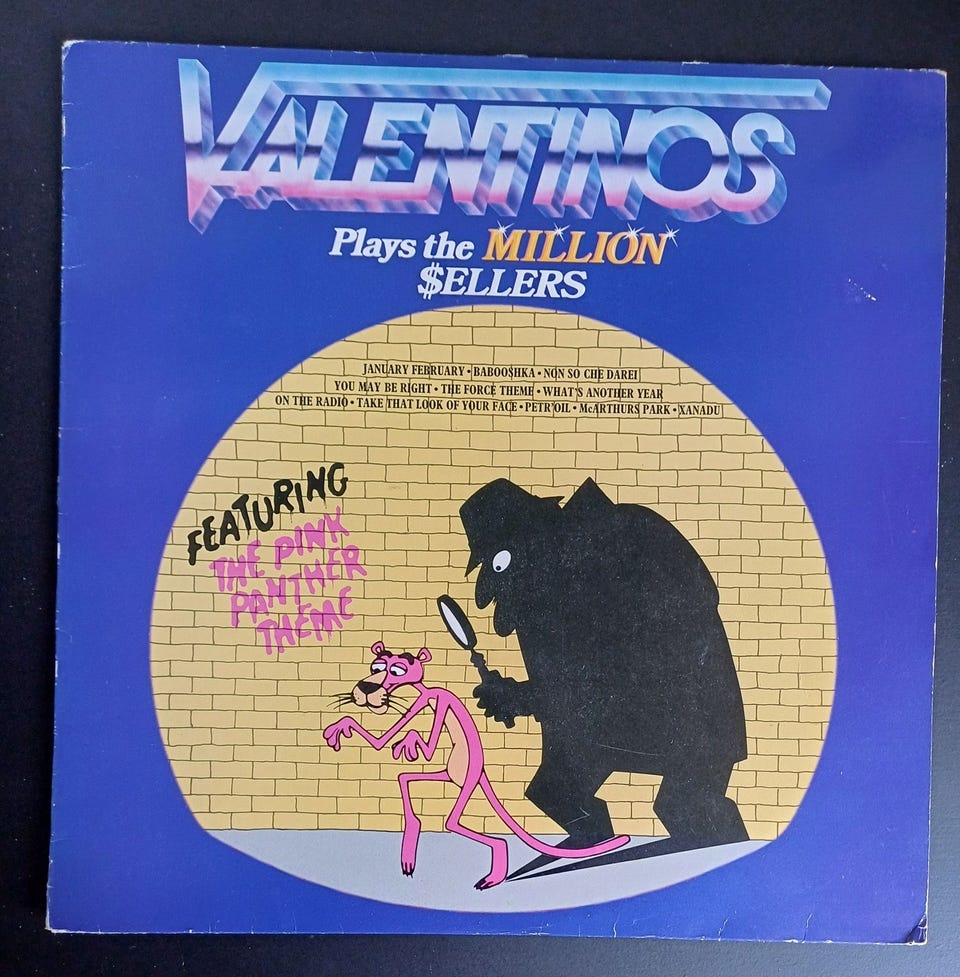 VALENTINOS
Plays the MILLION
$ELLERS
JANUARY FEBRUARY • BABOOSHKA • NON SO CHE DAREI
YOU MAY BE RIGHT • THE FORCE THEME • WHAT'S ANOTHER YEAR
ON THE RADIO • TAKE THAT LOOK OF YOUR FACE • PETR'OIL • McARTHURS PARK • XANADU
FEATURING
THE PINK
PANTHER
THEME